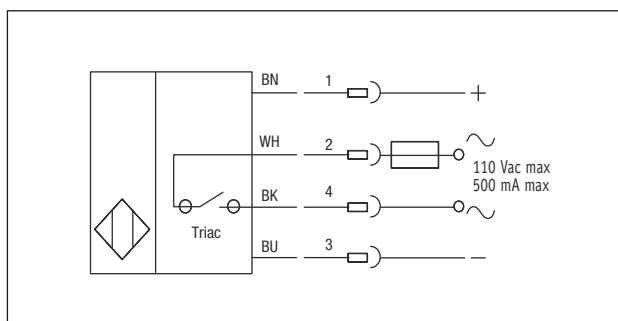 BN 1 +
WH 2
110 Vac max
500 mA max
BK 4
Triac
BU 3 −